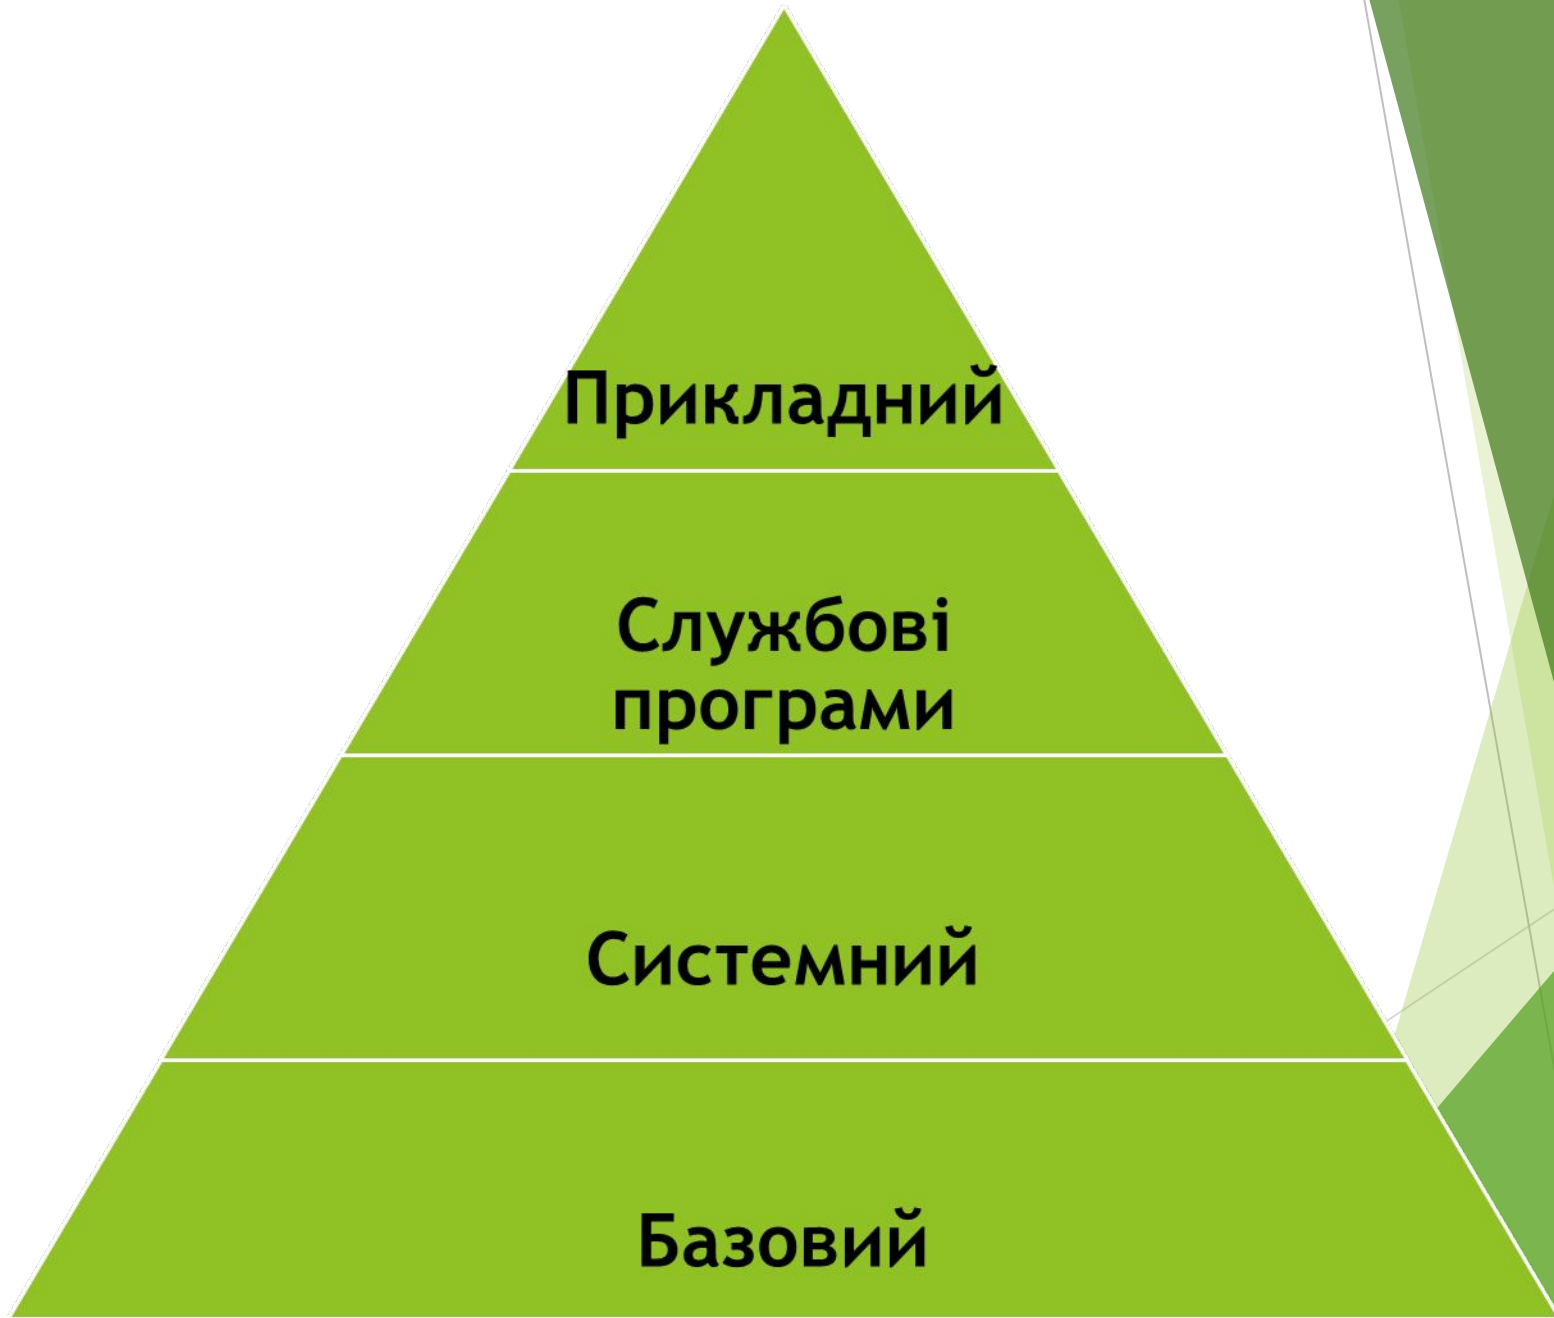 Прикладний
Службові
програми
Системний
Базовий